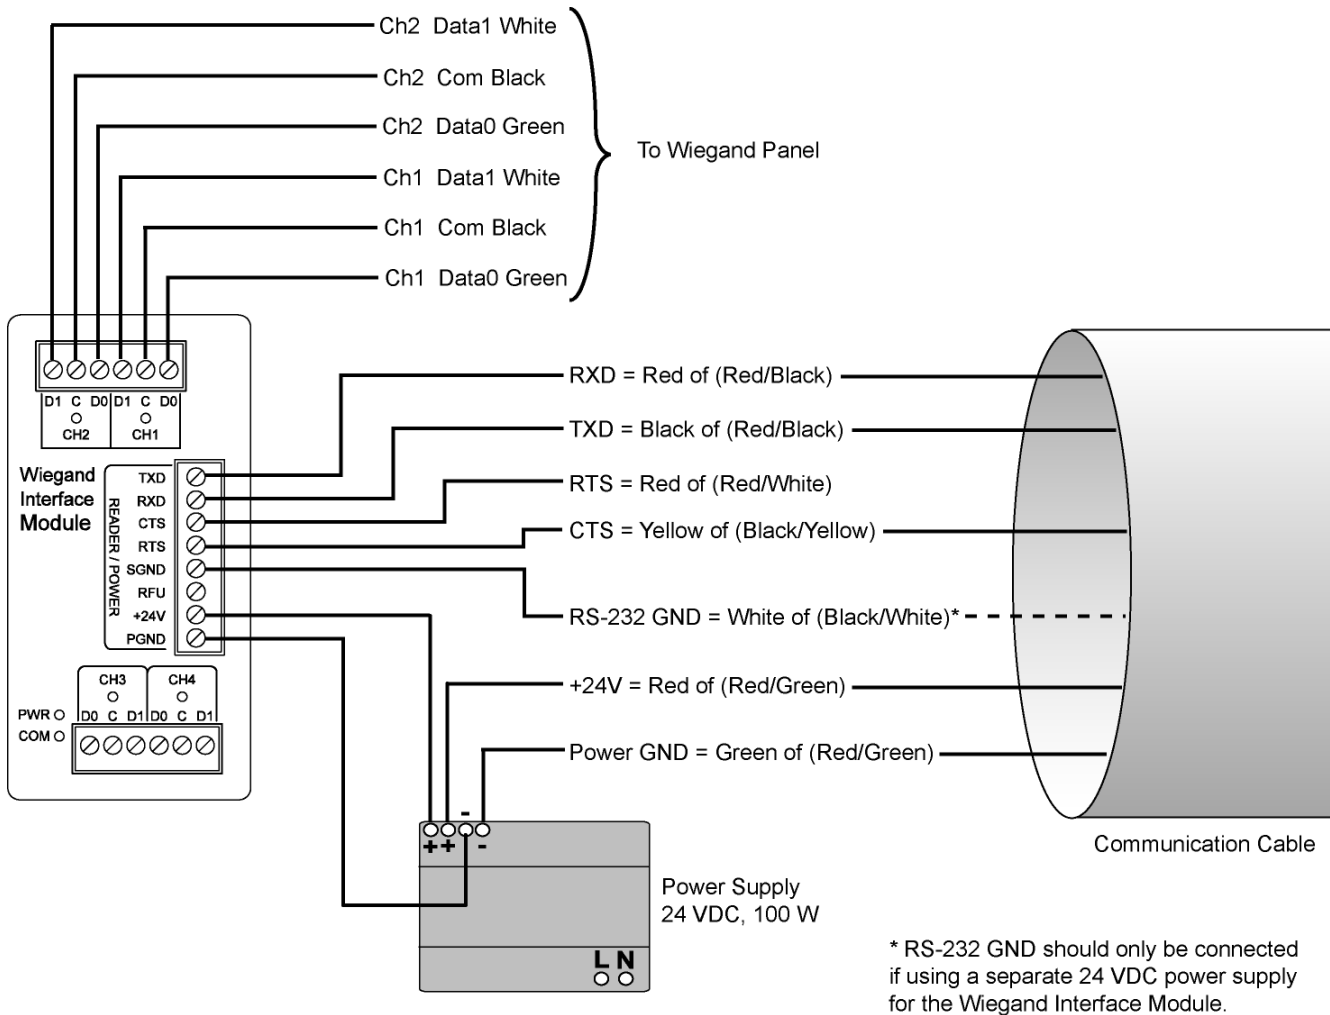 Ch2 Data1 White
Ch2 Com Black
Ch2 Data0 Green
To Wiegand Panel
Ch1 Data1 White
Ch1 Com Black
Ch1 Data0 Green
D1 C D0 D1 C D0
CH2 CH1
RXD = Red of (Red/Black)
TXD = Black of (Red/Black)
RTS = Red of (Red/White)
CTS = Yellow of (Black/Yellow)
RS-232 GND = White of (Black/White)*
+24V = Red of (Red/Green)
Power GND = Green of (Red/Green)
Wiegand
Interface
Module
READER / POWER
TXD
RXD
CTS
RTS
SGND
RFU
+24V
PGND
CH3 CH4
PWR
COM
D0 C D1 D0 C D1
-
+ + -
Power Supply
24 VDC, 100 W
L N
Communication Cable
* RS-232 GND should only be connected
if using a separate 24 VDC power supply
for the Wiegand Interface Module.